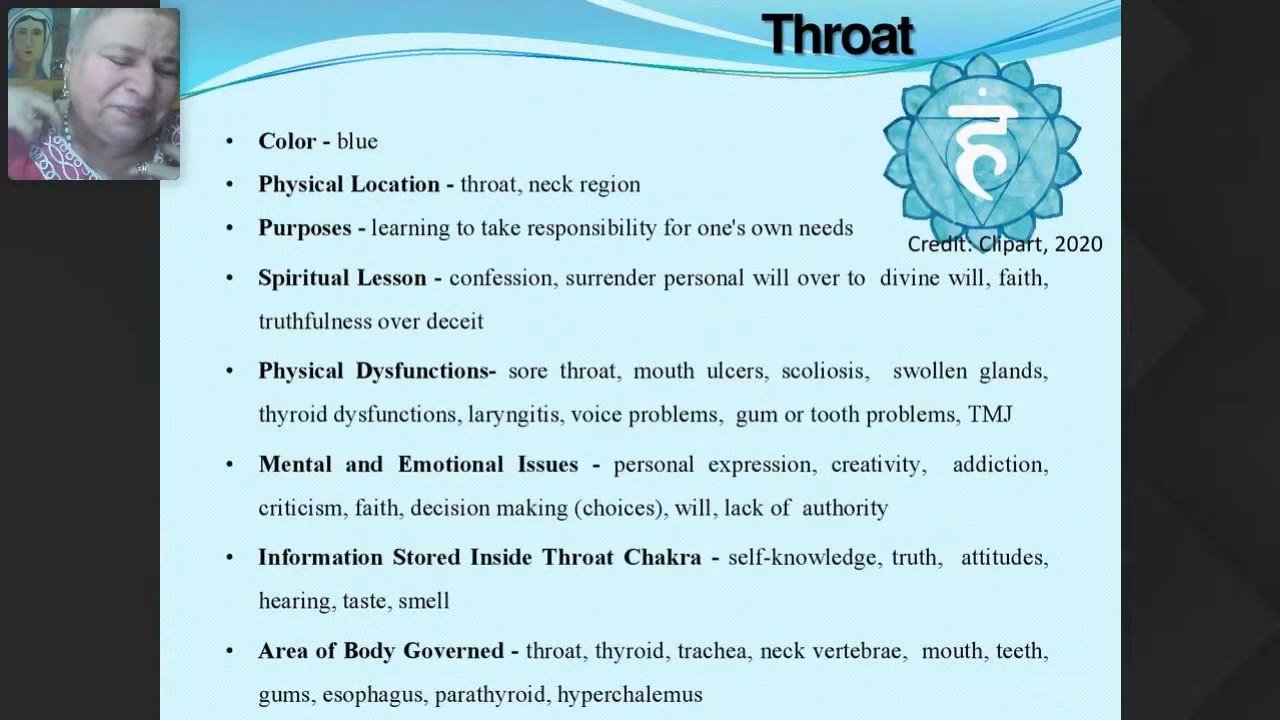 Throat
ह
• Color - blue
• Physical Location - throat, neck region
• Purposes - learning to take responsibility for one's own needs
Credit: Clipart, 2020
• Spiritual Lesson - confession, surrender personal will over to divine will, faith,
truthfulness over deceit
• Physical Dysfunctions- sore throat, mouth ulcers, scoliosis, swollen glands,
thyroid dysfunctions, laryngitis, voice problems, gum or tooth problems, TMJ
• Mental and Emotional Issues - personal expression, creativity, addiction,
criticism, faith, decision making (choices), will, lack of authority
• Information Stored Inside Throat Chakra - self-knowledge, truth, attitudes,
hearing, taste, smell
• Area of Body Governed - throat, thyroid, trachea, neck vertebrae, mouth, teeth,
gums, esophagus, parathyroid, hyperchalemus